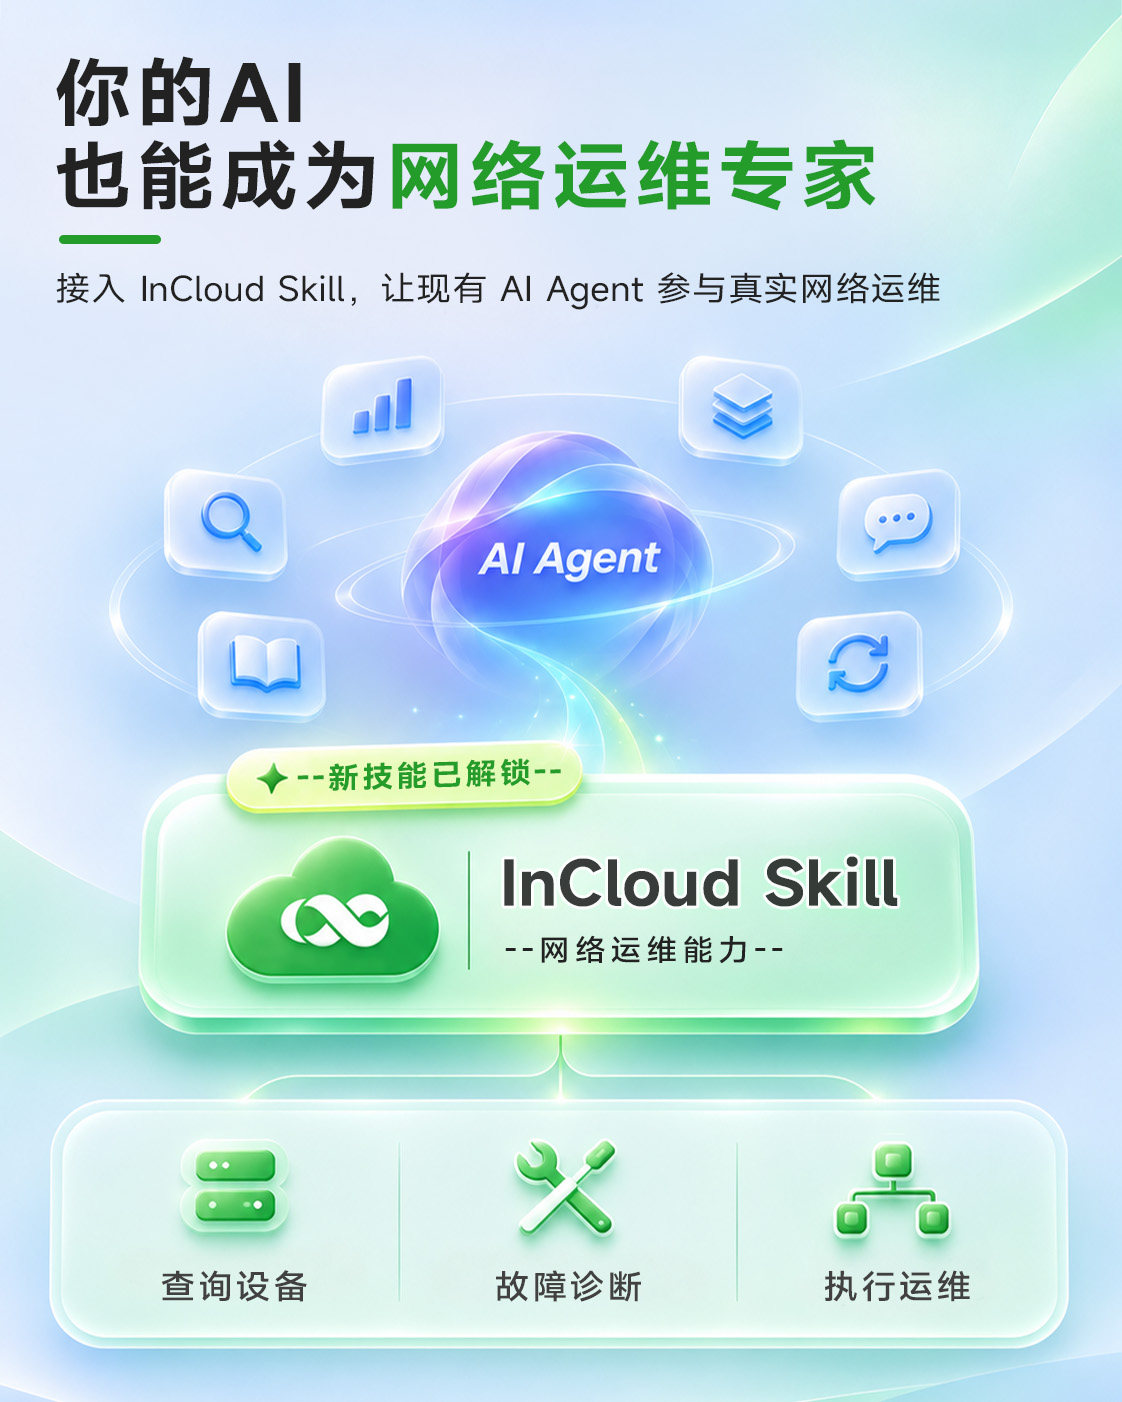 你的AI
也能成为网络运维专家
接入 InCloud Skill，让现有 AI Agent 参与真实网络运维
AI Agent
--新技能已解锁--
InCloud Skill
--网络运维能力--
查询设备
故障诊断
执行运维